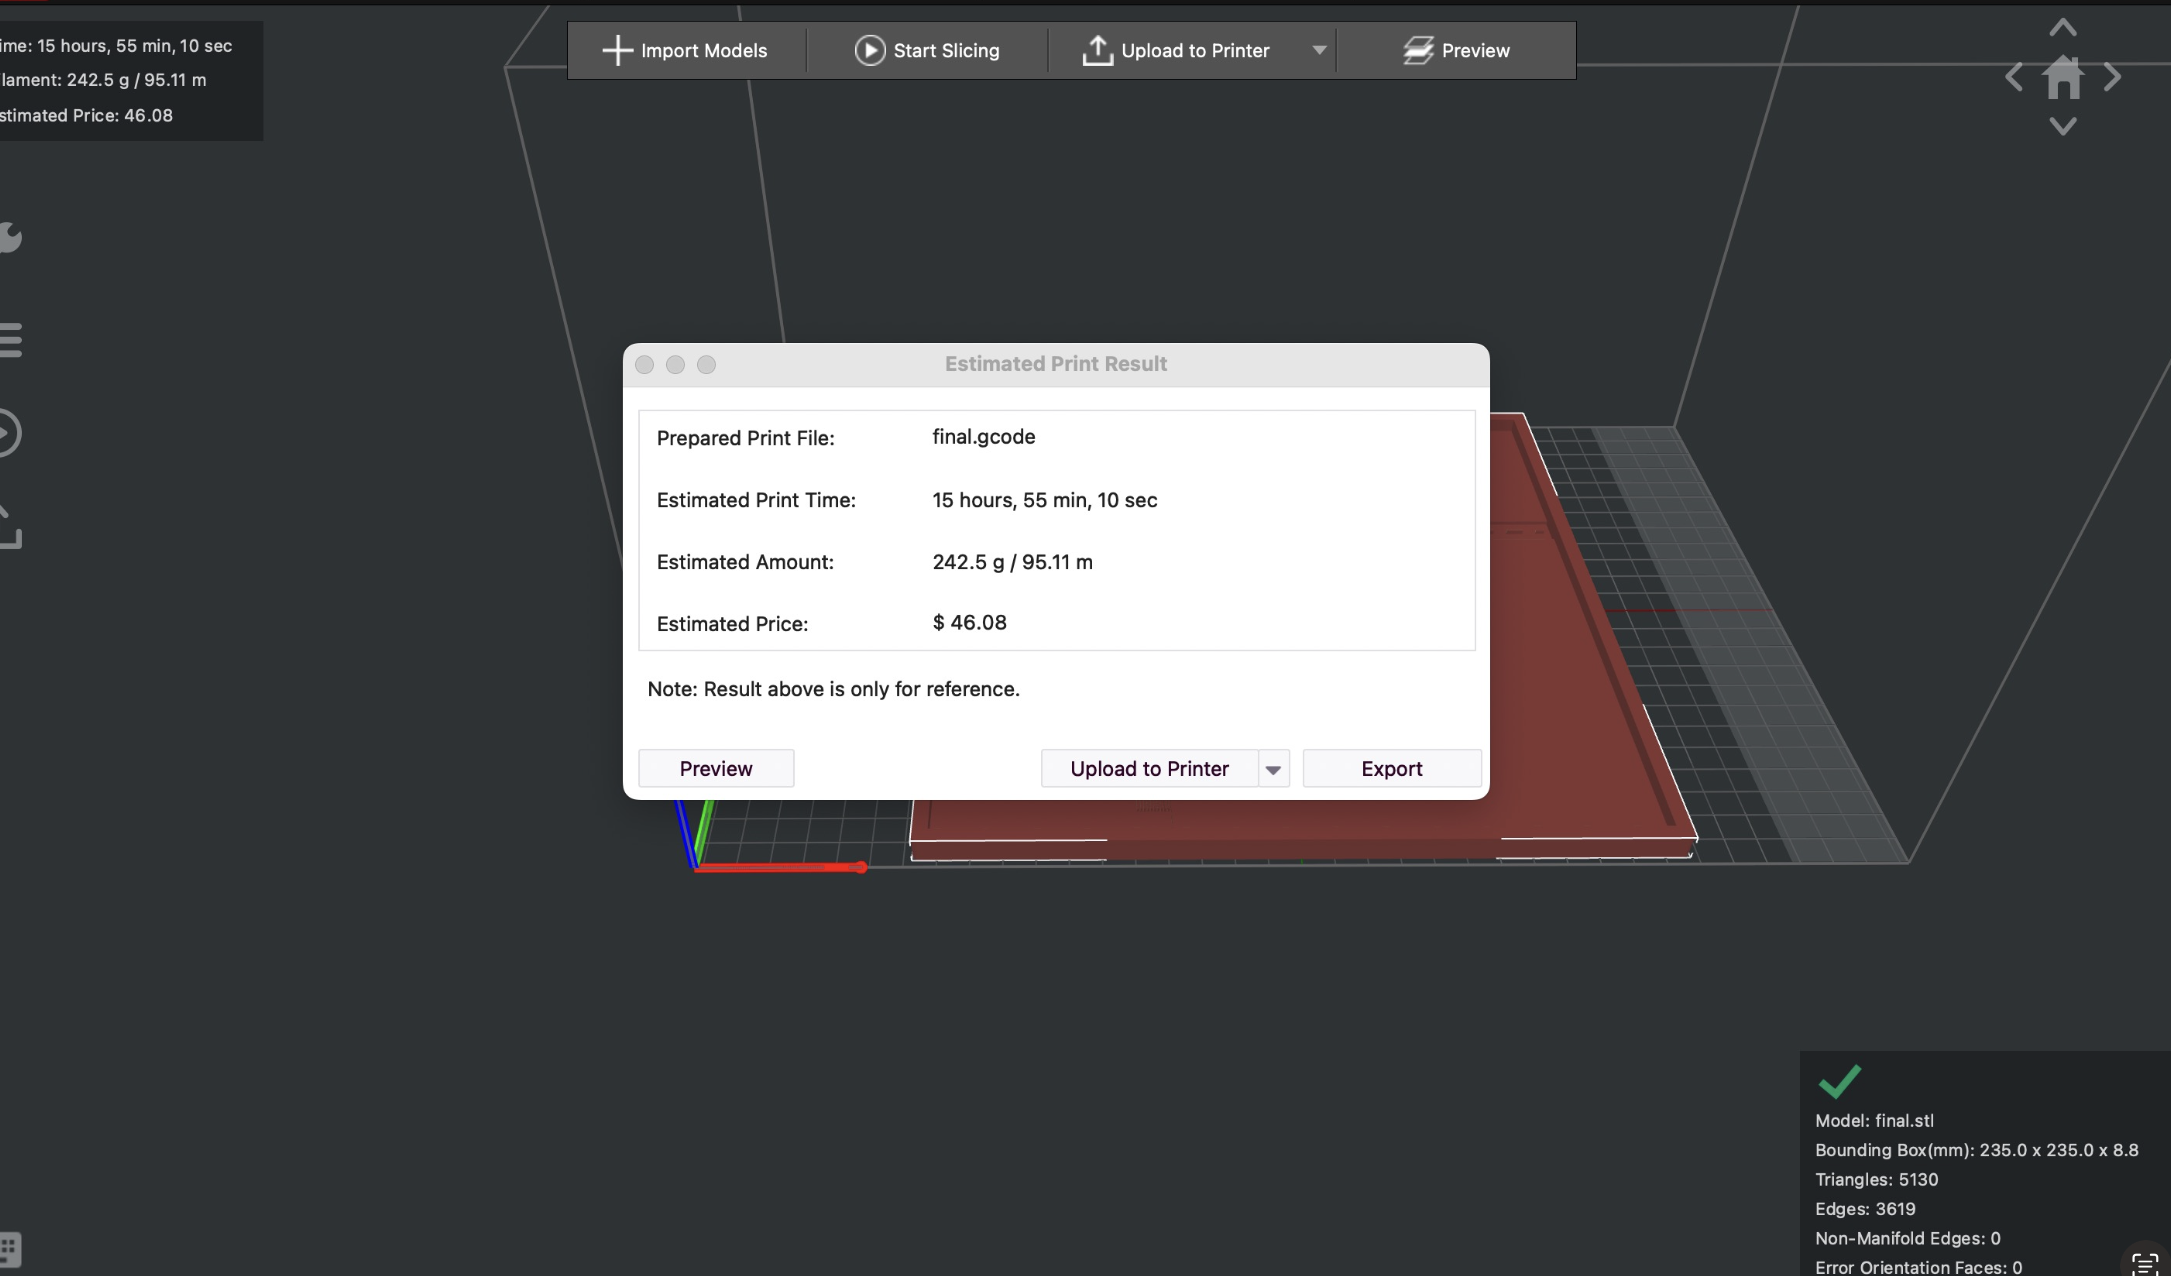 ime: 15 hours, 55 min, 10 sec
lament: 242.5 g / 95.11 m
stimated Price: 46.08
Import Models
Start Slicing
Upload to Printer
Preview
Estimated Print Result
Prepared Print File: final.gcode
Estimated Print Time: 15 hours, 55 min, 10 sec
Estimated Amount: 242.5 g / 95.11 m
Estimated Price: $ 46.08
Note: Result above is only for reference.
Preview
Upload to Printer
Export
Model: final.stl
Bounding Box(mm): 235.0 x 235.0 x 8.8
Triangles: 5130
Edges: 3619
Non-Manifold Edges: 0
Error Orientation Faces: 0